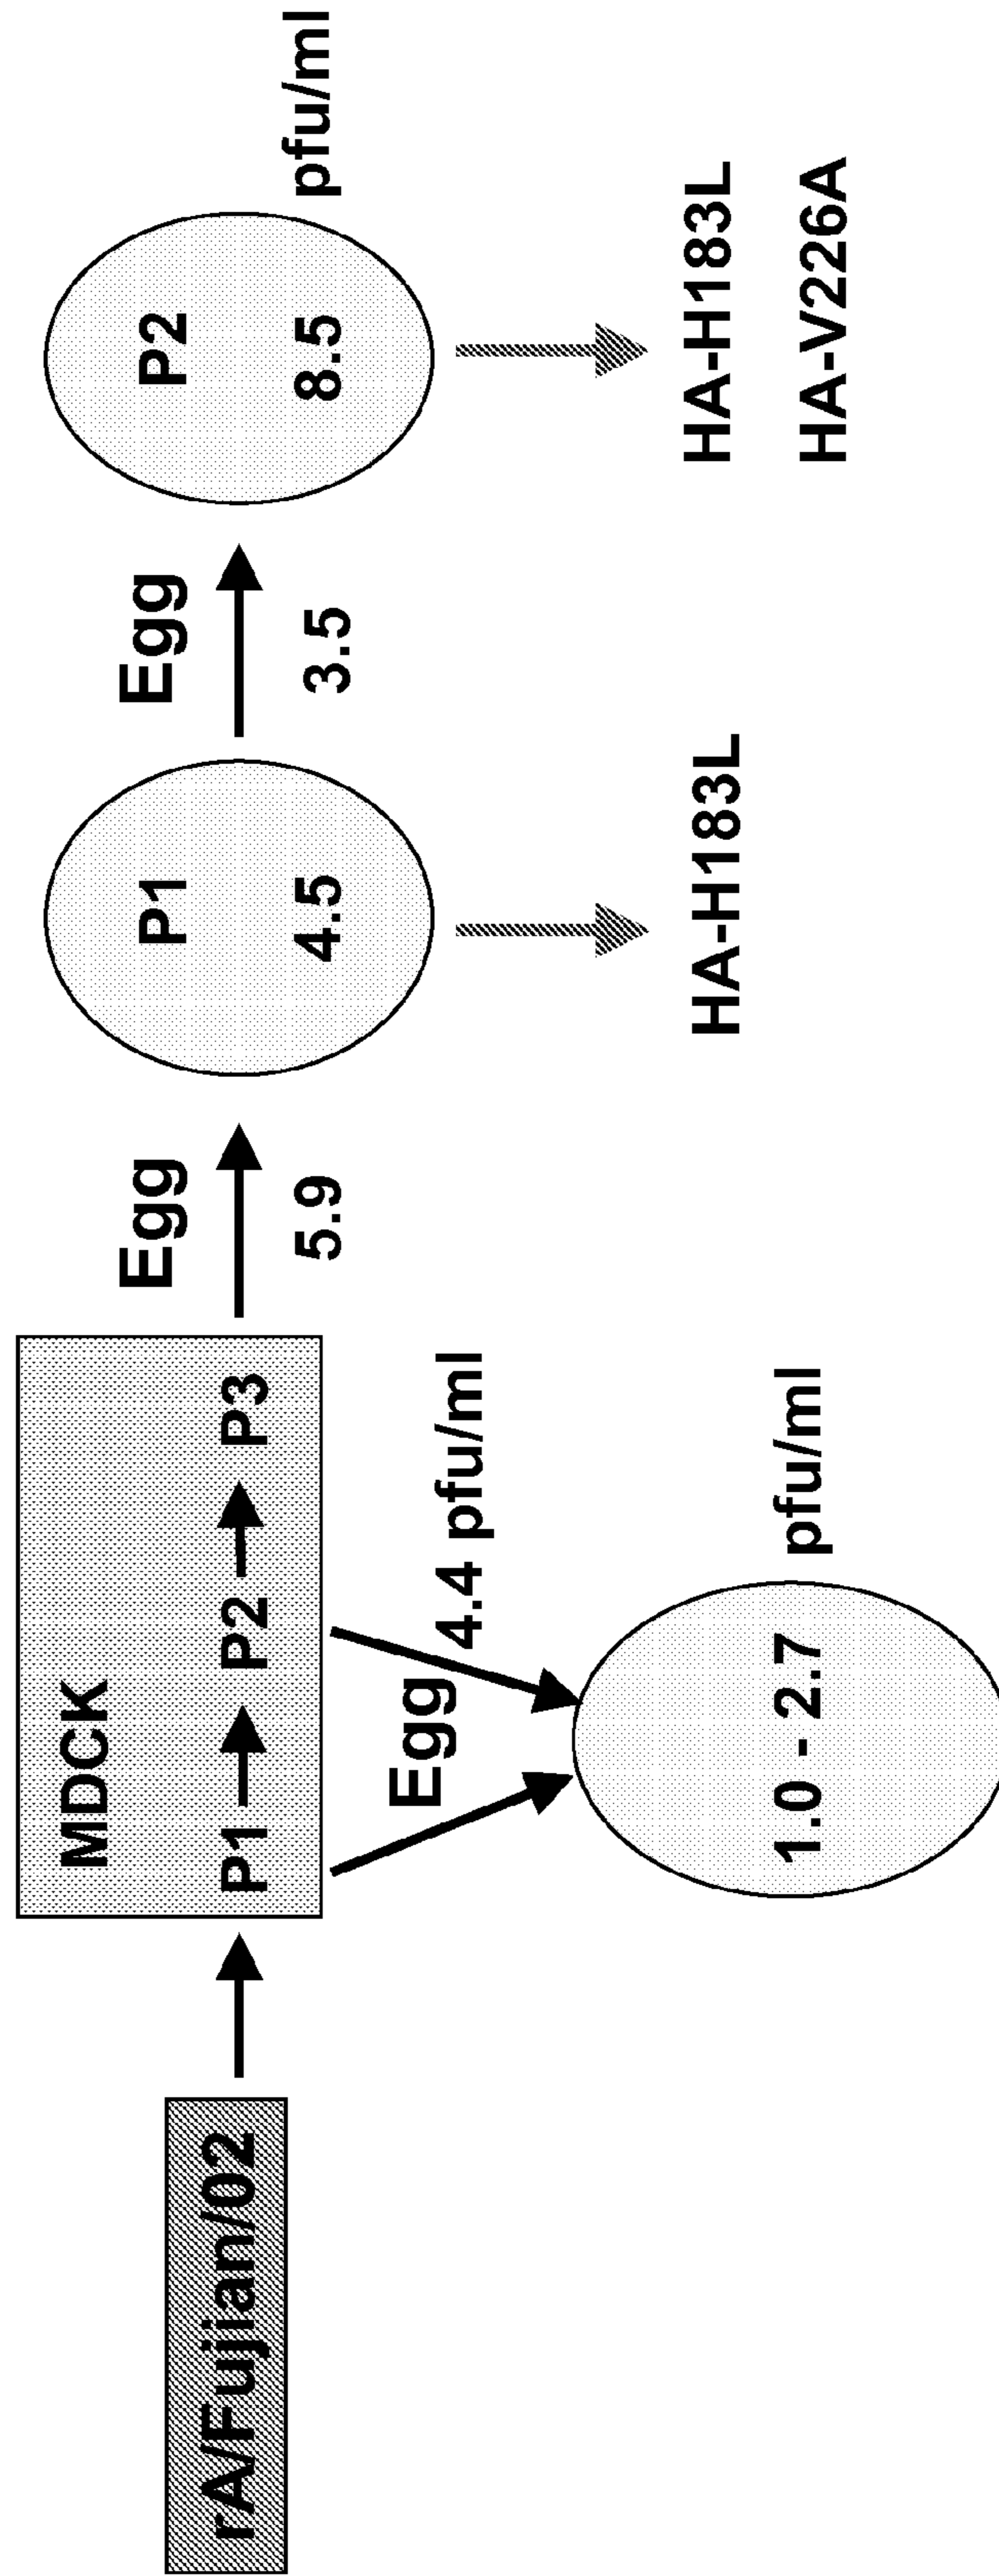 rA/Fujian/02
MDCK
P1
P2
P3
Egg
4.4 pfu/ml
1.0 - 2.7
pfu/ml
Egg
5.9
P1
4.5
HA-H183L
Egg
3.5
P2
8.5
pfu/ml
HA-H183L
HA-V226A